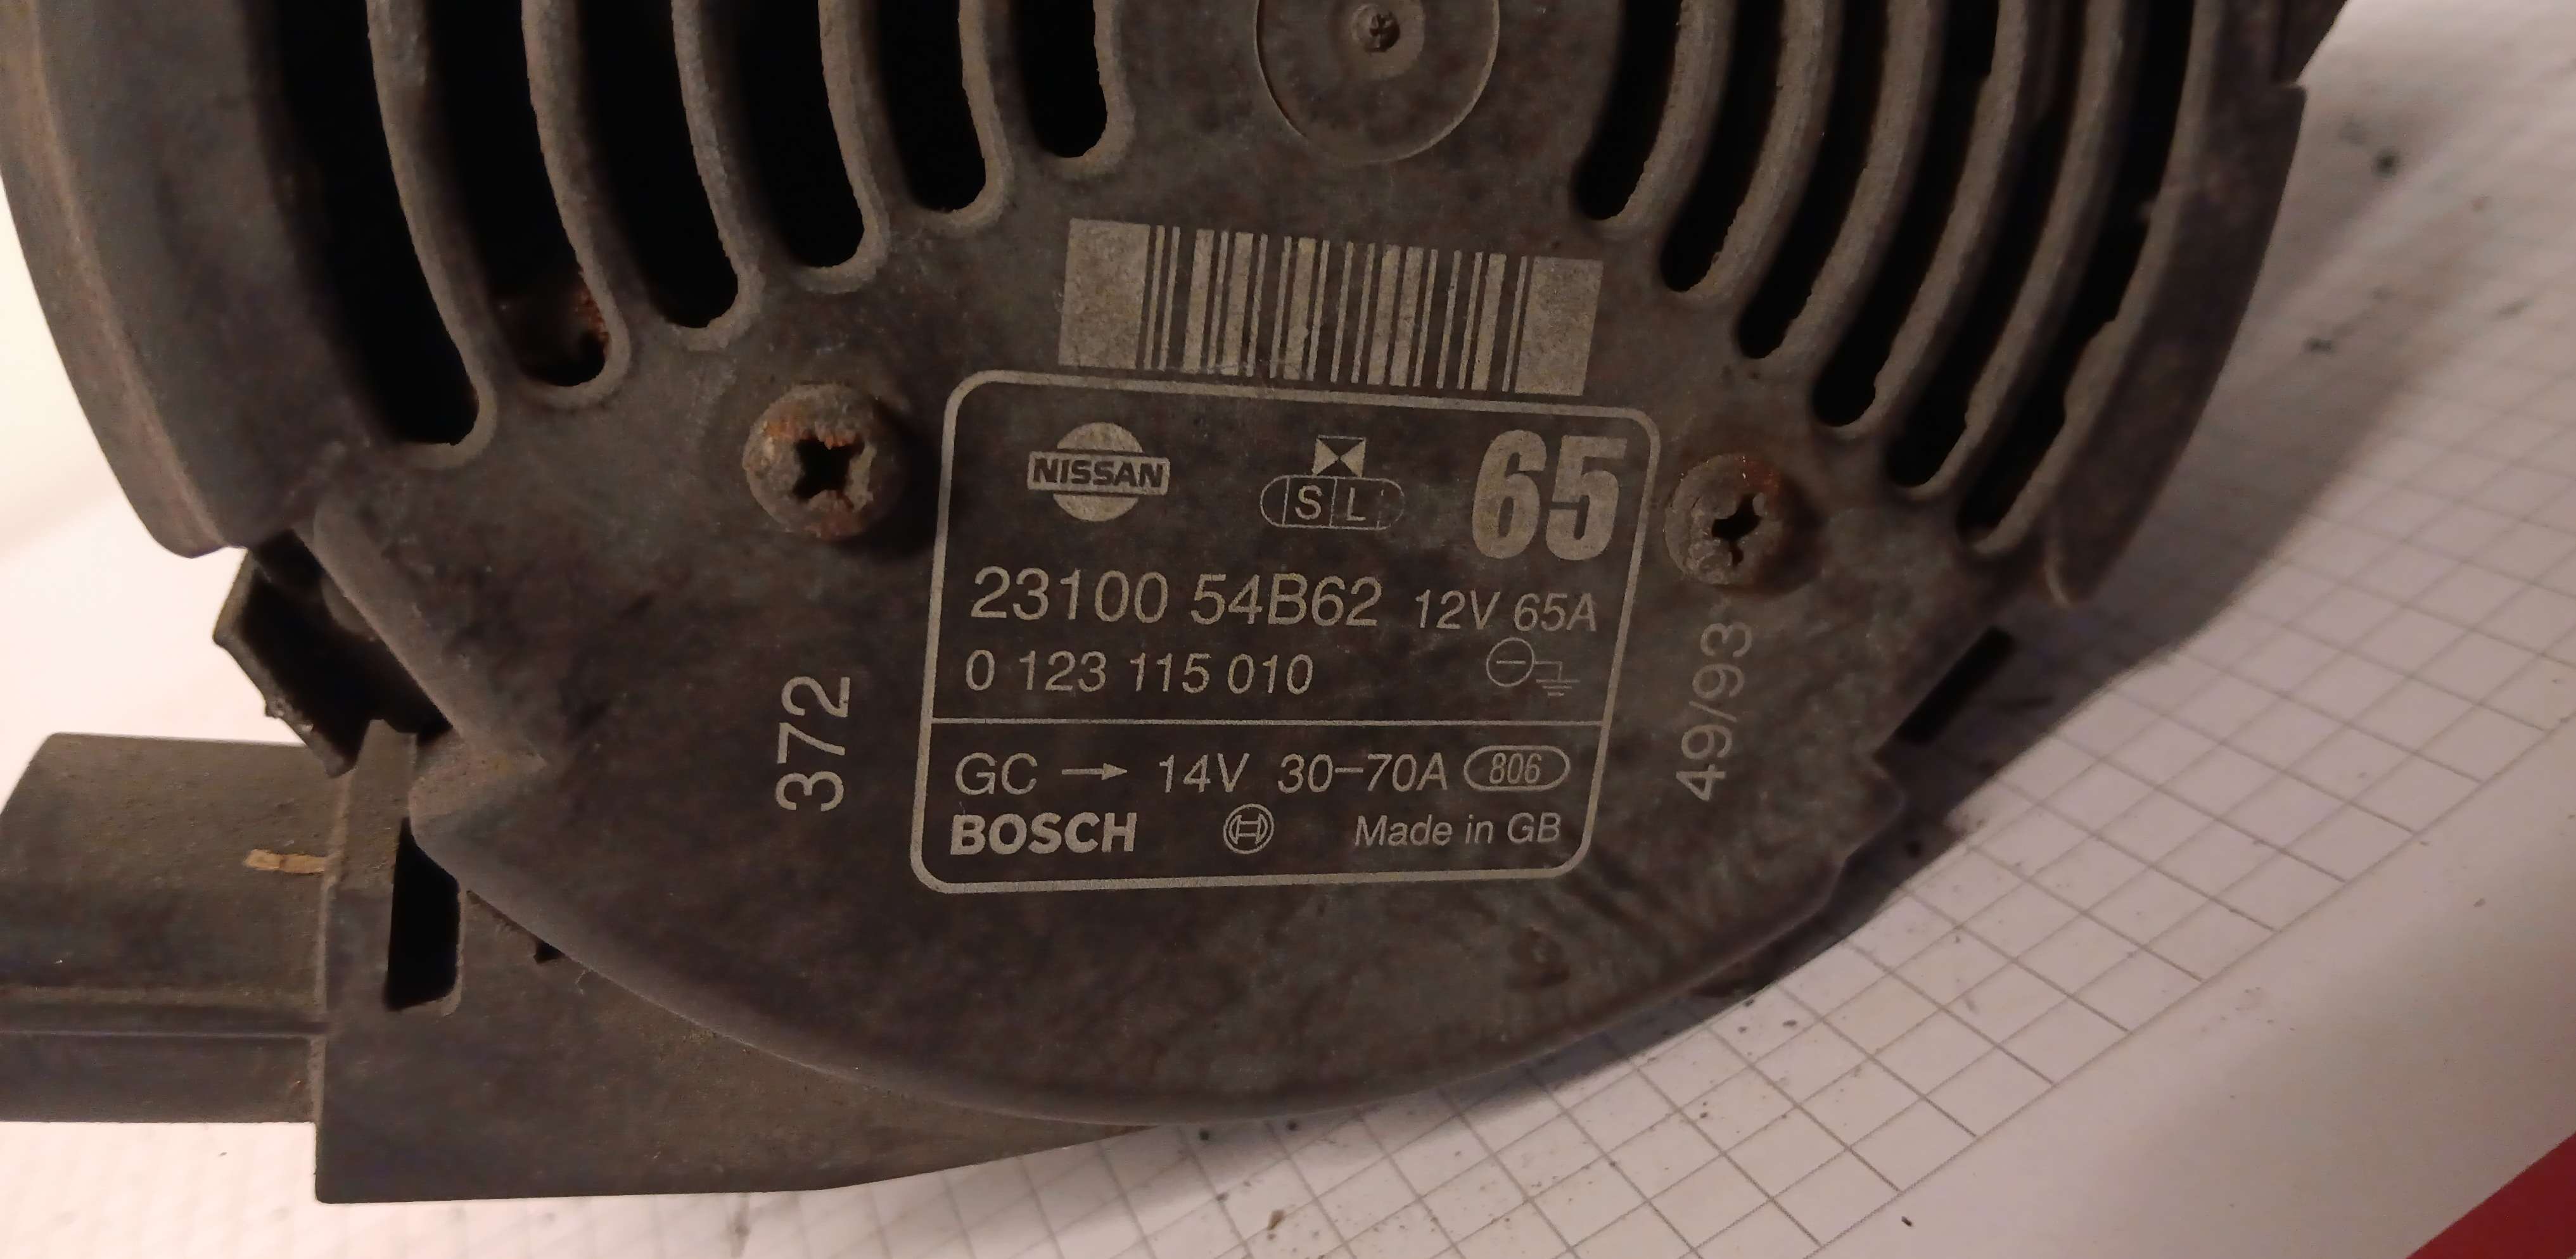 NISSAN
S L
65
23100 54B62 12V 65A
0 123 115 010
GC → 14V 30-70A 806
BOSCH Made in GB
372
49/93